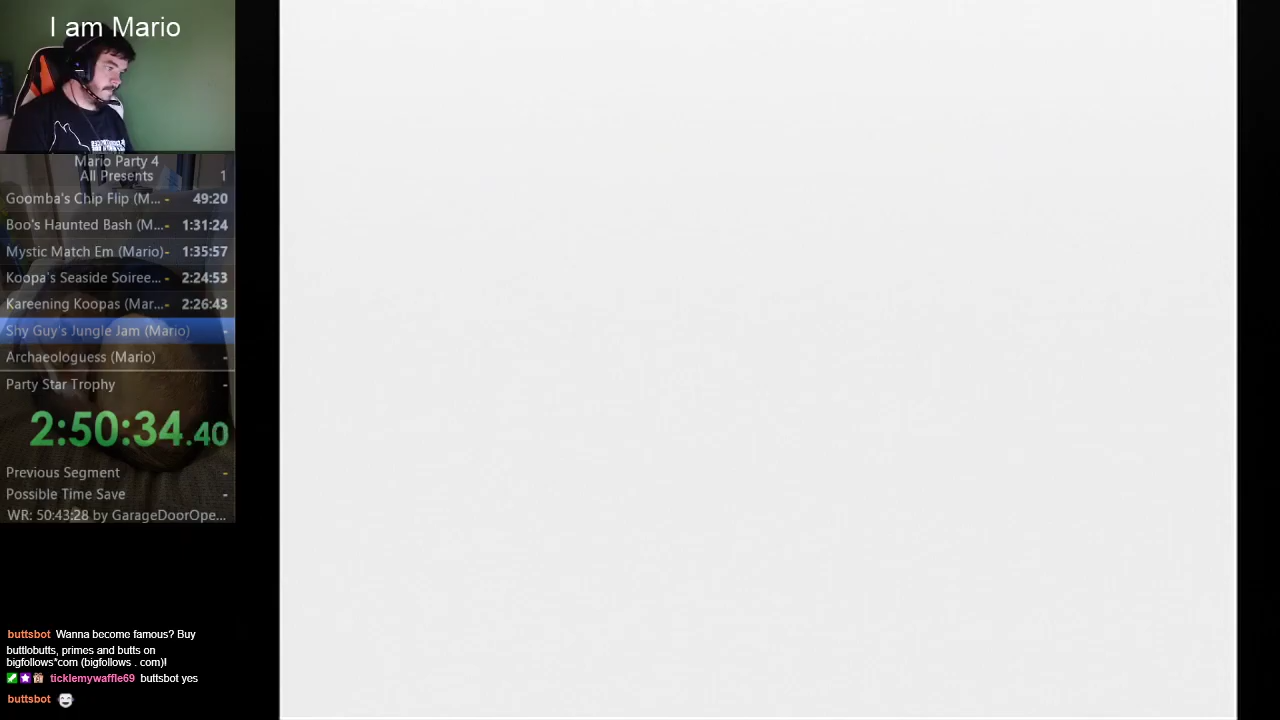 I am Mario
Mario Party 4
All Presents 1
Goomba's Chip Flip (M... - 49:20
Boo's Haunted Bash (M... - 1:31:24
Mystic Match Em (Mario) - 1:35:57
Koopa's Seaside Soiree... - 2:24:53
Kareening Koopas (Mar... - 2:26:43
Shy Guy's Jungle Jam (Mario) -
Archaeologuess (Mario) -
Party Star Trophy -
2:50:34.40
Previous Segment -
Possible Time Save -
WR: 50:43:28 by GarageDoorOpe...
buttsbot Wanna become famous? Buy
buttlobutts, primes and butts on
bigfollows*com (bigfollows . com)!
ticklemywaffle69 buttsbot yes
buttsbot